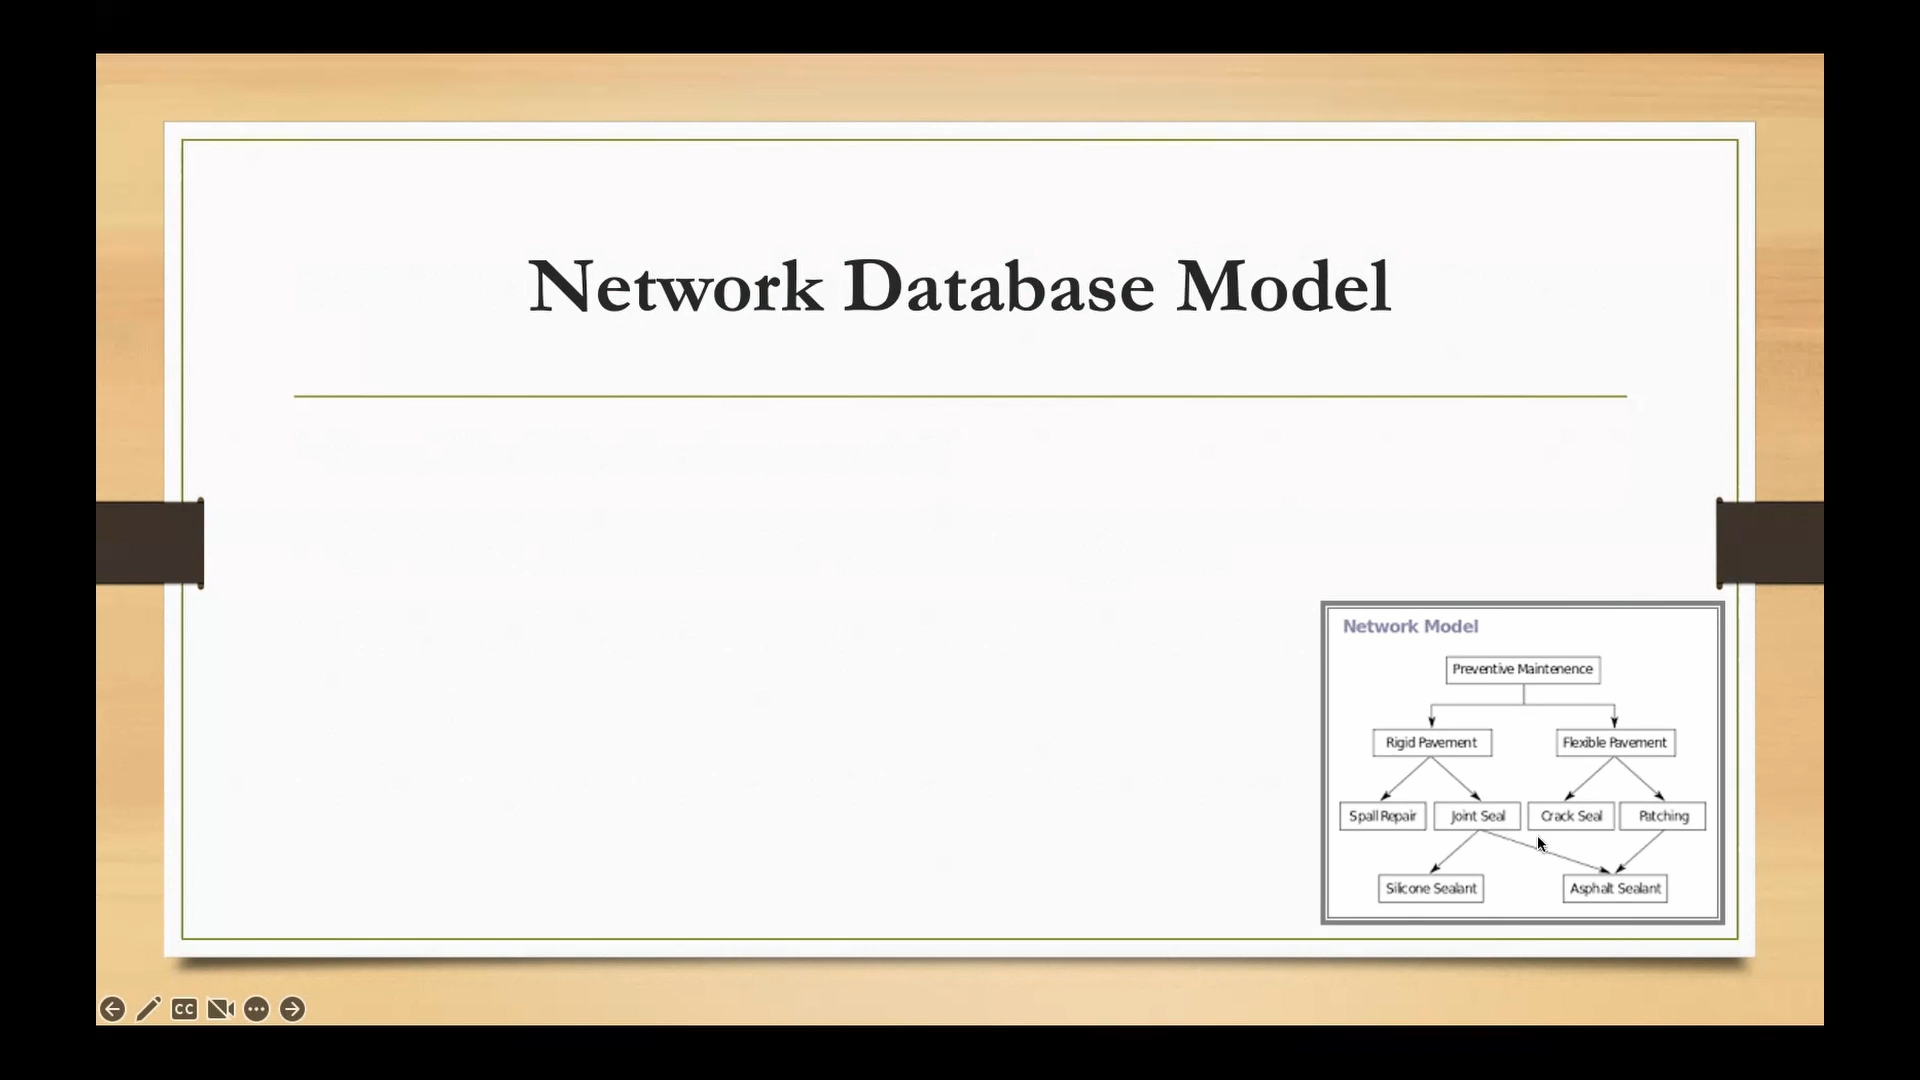 Network Database Model
Network Model
Preventive Maintenence
Rigid Pavement
Flexible Pavement
Spall Repair
Joint Seal
Crack Seal
Patching
Silicone Sealant
Asphalt Sealant
CC